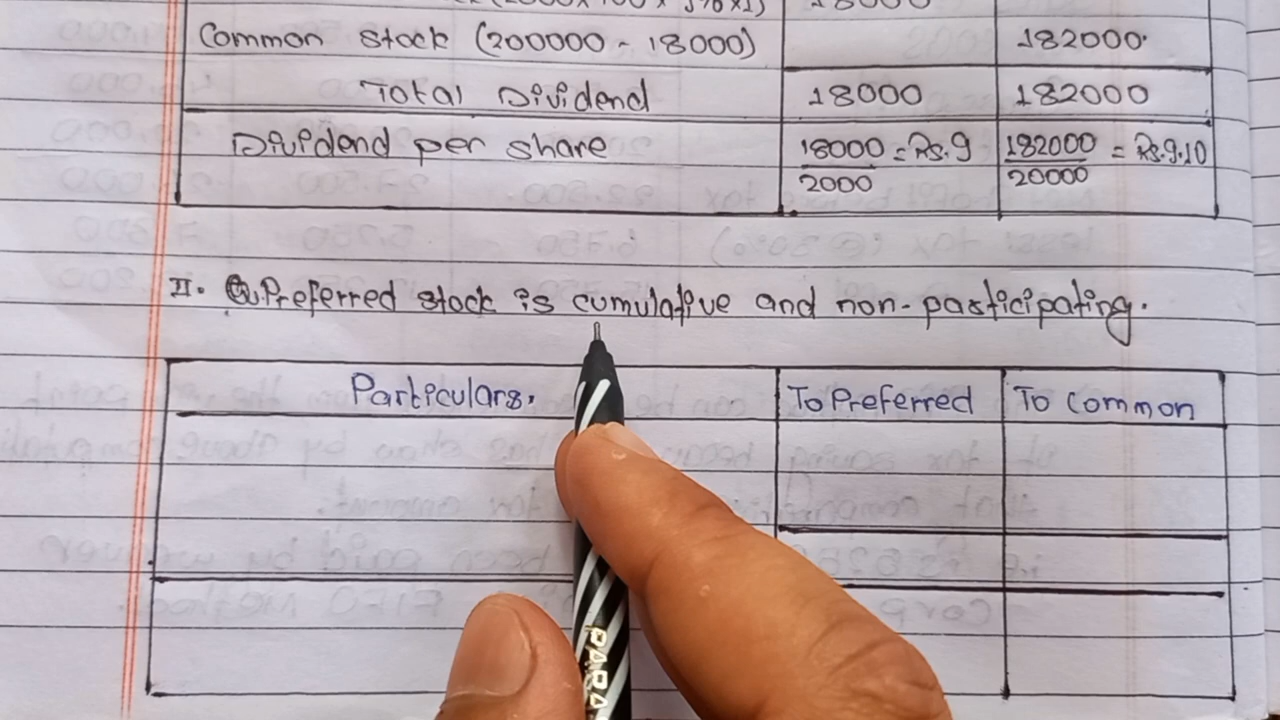 18000
Common stock (200000 - 18000) 182000
Total Dividend 18000 182000
Dividend per share 18000/2000 = Rs.9 182000/20000 = Rs.9.10
II. Preferred stock is cumulative and non-participating.
Particulars. To Preferred To common
PARA